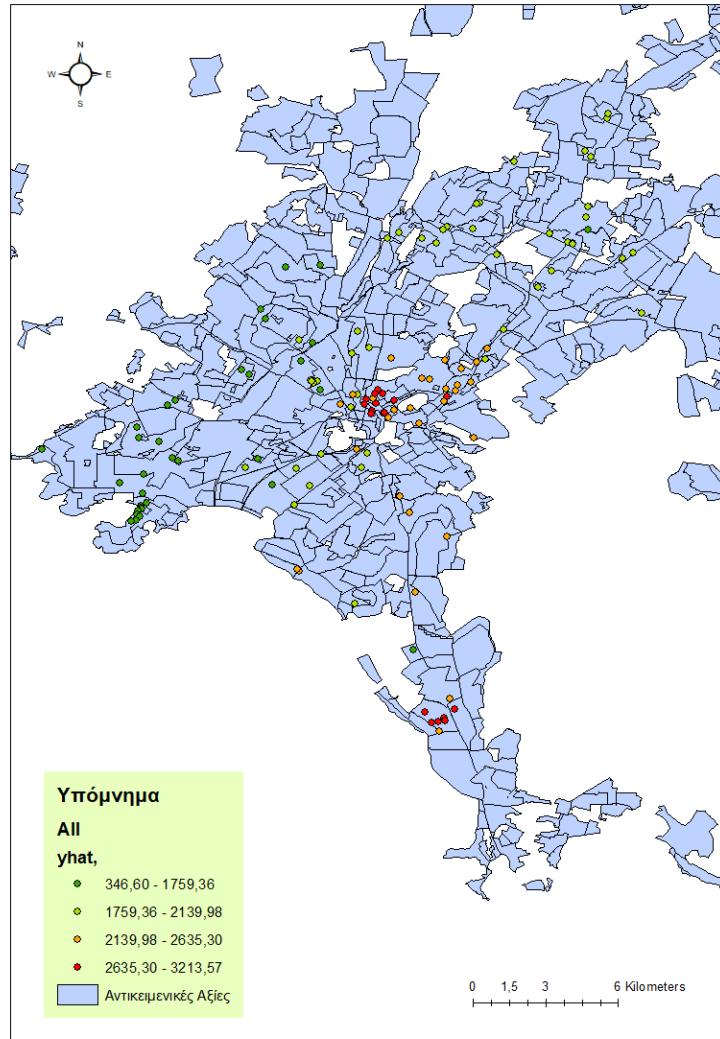 N
W E
S
Υπόμνημα
All
yhat,
346,60 - 1759,36
1759,36 - 2139,98
2139,98 - 2635,30
2635,30 - 3213,57
Αντικειμενικές Αξίες
0 1,5 3 6 Kilometers